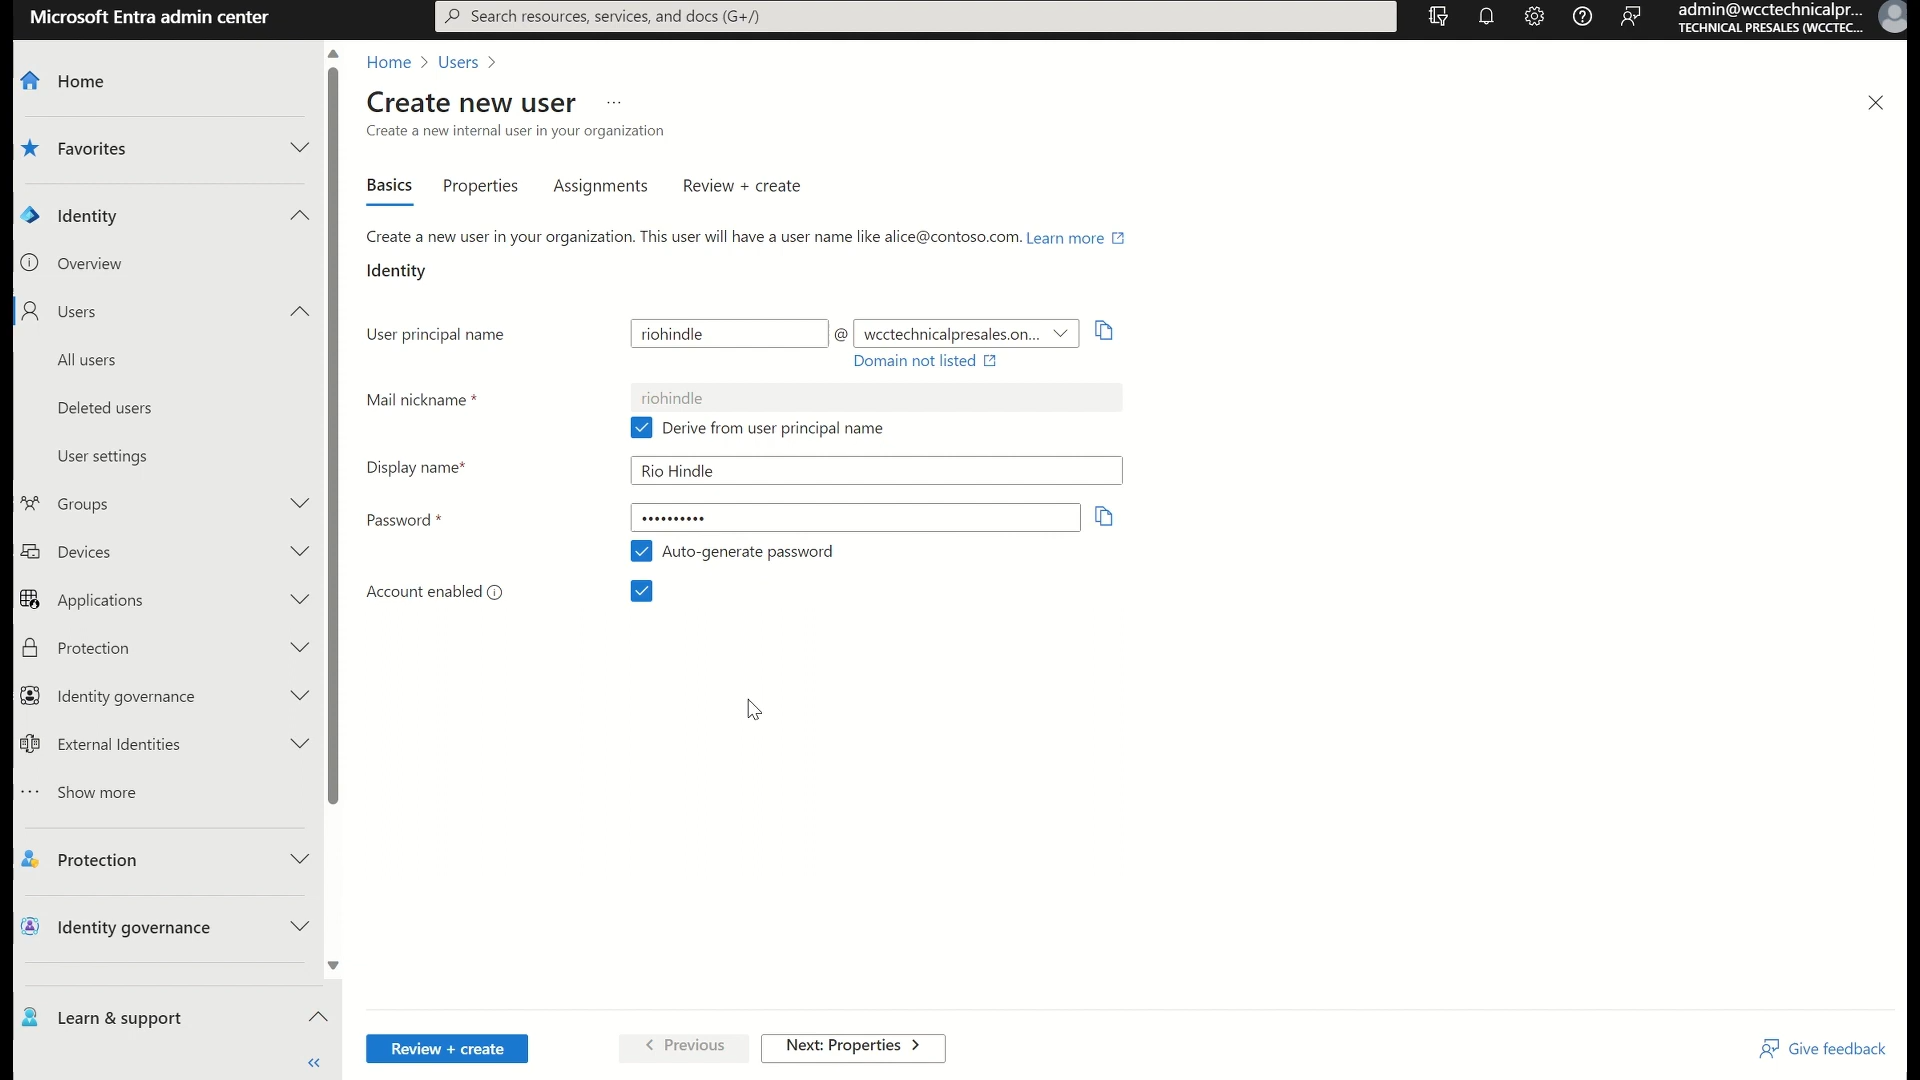 Microsoft Entra admin center
Search resources, services, and docs (G+/)
admin@wcctechnicalpr...
TECHNICAL PRESALES (WCCTEC...
Home
Favorites
Identity
Overview
Users
All users
Deleted users
User settings
Groups
Devices
Applications
Protection
Identity governance
External Identities
Show more
Protection
Identity governance
Learn & support
Home > Users >
Create new user ...
Create a new internal user in your organization
Basics Properties Assignments Review + create
Create a new user in your organization. This user will have a user name like alice@contoso.com. Learn more
Identity
User principal name riohindle @ wcctechnicalpresales.on...
Domain not listed
Mail nickname * riohindle
Derive from user principal name
Display name* Rio Hindle
Password * ••••••••••
Auto-generate password
Account enabled
Review + create < Previous Next: Properties > Give feedback